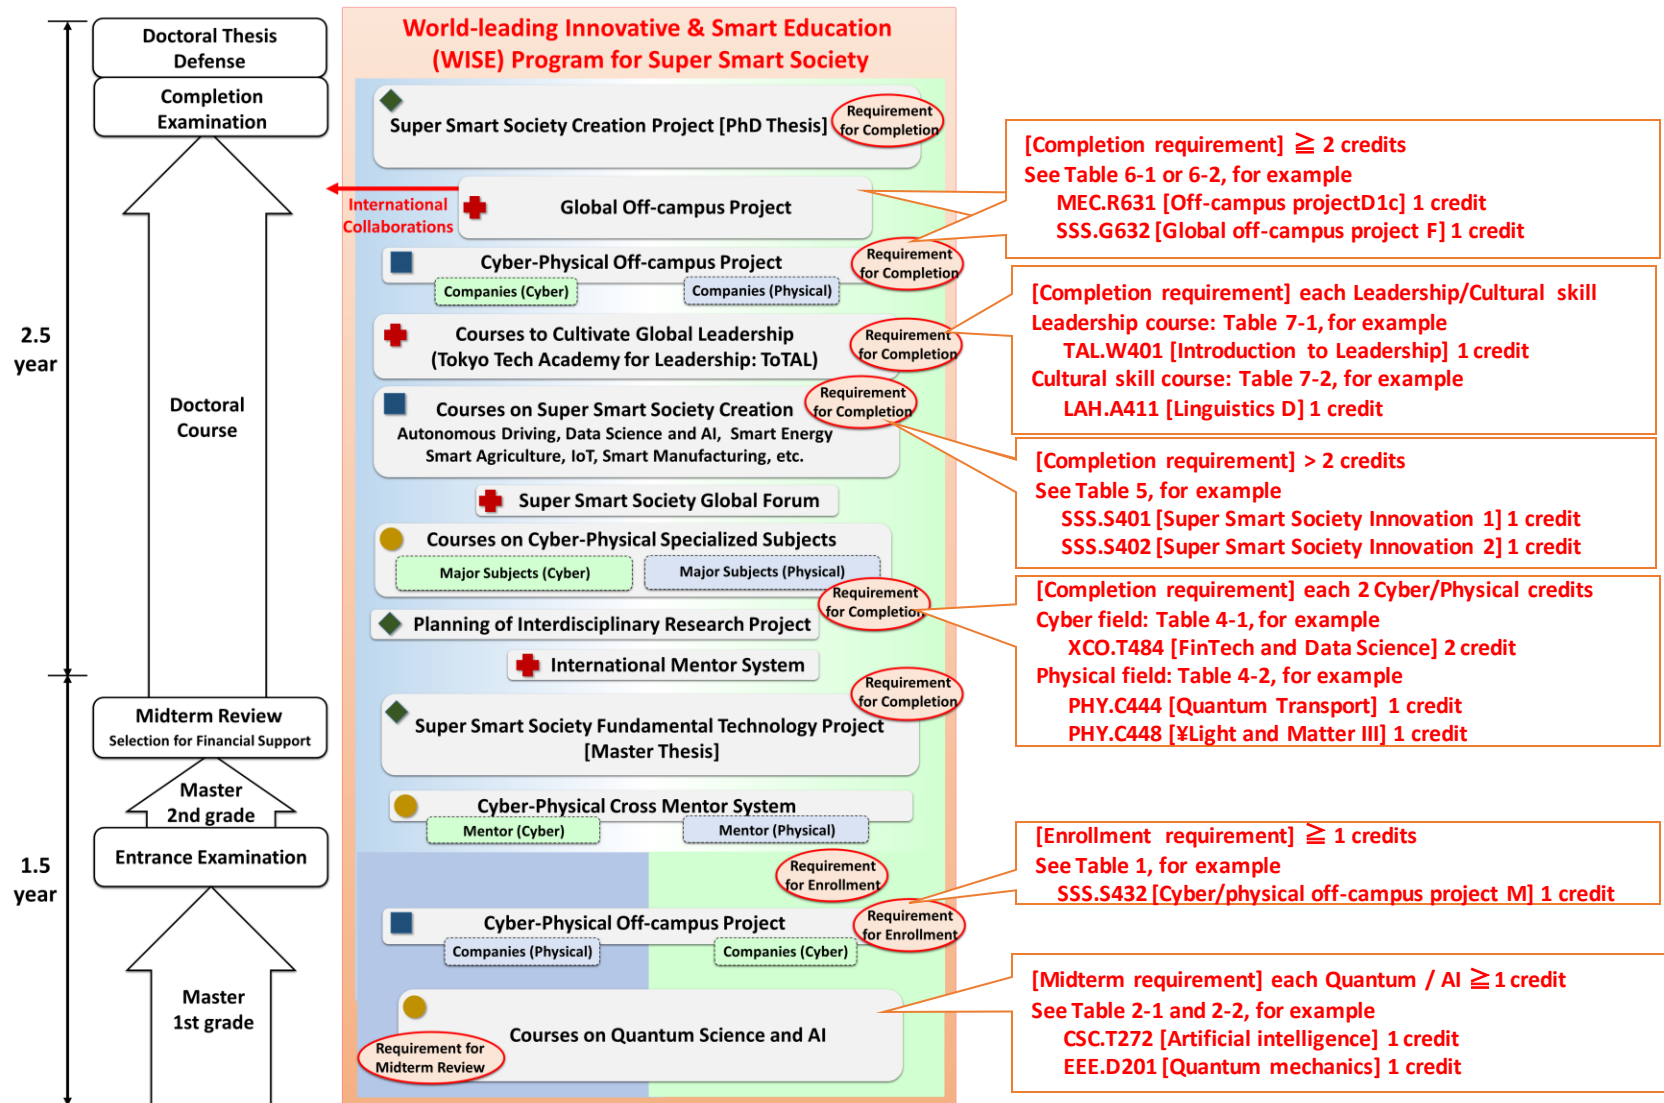 World-leading Innovative & Smart Education
(WISE) Program for Super Smart Society
Doctoral Thesis
Defense
Completion
Examination
2.5
year
Doctoral
Course
Midterm Review
Selection for Financial Support
Master
2nd grade
Entrance Examination
1.5
year
Master
1st grade
Super Smart Society Creation Project [PhD Thesis]
Requirement
for Completion
International
Collaborations
Global Off-campus Project
Cyber-Physical Off-campus Project
Requirement
for Completion
Companies (Cyber)
Companies (Physical)
Courses to Cultivate Global Leadership
(Tokyo Tech Academy for Leadership: ToTAL)
Requirement
for Completion
Courses on Super Smart Society Creation
Autonomous Driving, Data Science and AI, Smart Energy
Smart Agriculture, IoT, Smart Manufacturing, etc.
Requirement
for Completion
Super Smart Society Global Forum
Courses on Cyber-Physical Specialized Subjects
Major Subjects (Cyber)
Major Subjects (Physical)
Requirement
for Completion
Planning of Interdisciplinary Research Project
International Mentor System
Requirement
for Completion
Super Smart Society Fundamental Technology Project
[Master Thesis]
Cyber-Physical Cross Mentor System
Mentor (Cyber)
Mentor (Physical)
Requirement
for Enrollment
Cyber-Physical Off-campus Project
Requirement
for Enrollment
Companies (Physical)
Companies (Cyber)
Courses on Quantum Science and AI
Requirement for
Midterm Review
[Completion requirement] ≧ 2 credits
See Table 6-1 or 6-2, for example
MEC.R631 [Off-campus projectD1c] 1 credit
SSS.G632 [Global off-campus project F] 1 credit
[Completion requirement] each Leadership/Cultural skill
Leadership course: Table 7-1, for example
TAL.W401 [Introduction to Leadership] 1 credit
Cultural skill course: Table 7-2, for example
LAH.A411 [Linguistics D] 1 credit
[Completion requirement] > 2 credits
See Table 5, for example
SSS.S401 [Super Smart Society Innovation 1] 1 credit
SSS.S402 [Super Smart Society Innovation 2] 1 credit
[Completion requirement] each 2 Cyber/Physical credits
Cyber field: Table 4-1, for example
XCO.T484 [FinTech and Data Science] 2 credit
Physical field: Table 4-2, for example
PHY.C444 [Quantum Transport] 1 credit
PHY.C448 [¥Light and Matter III] 1 credit
[Enrollment requirement] ≧ 1 credits
See Table 1, for example
SSS.S432 [Cyber/physical off-campus project M] 1 credit
[Midterm requirement] each Quantum / AI ≧ 1 credit
See Table 2-1 and 2-2, for example
CSC.T272 [Artificial intelligence] 1 credit
EEE.D201 [Quantum mechanics] 1 credit